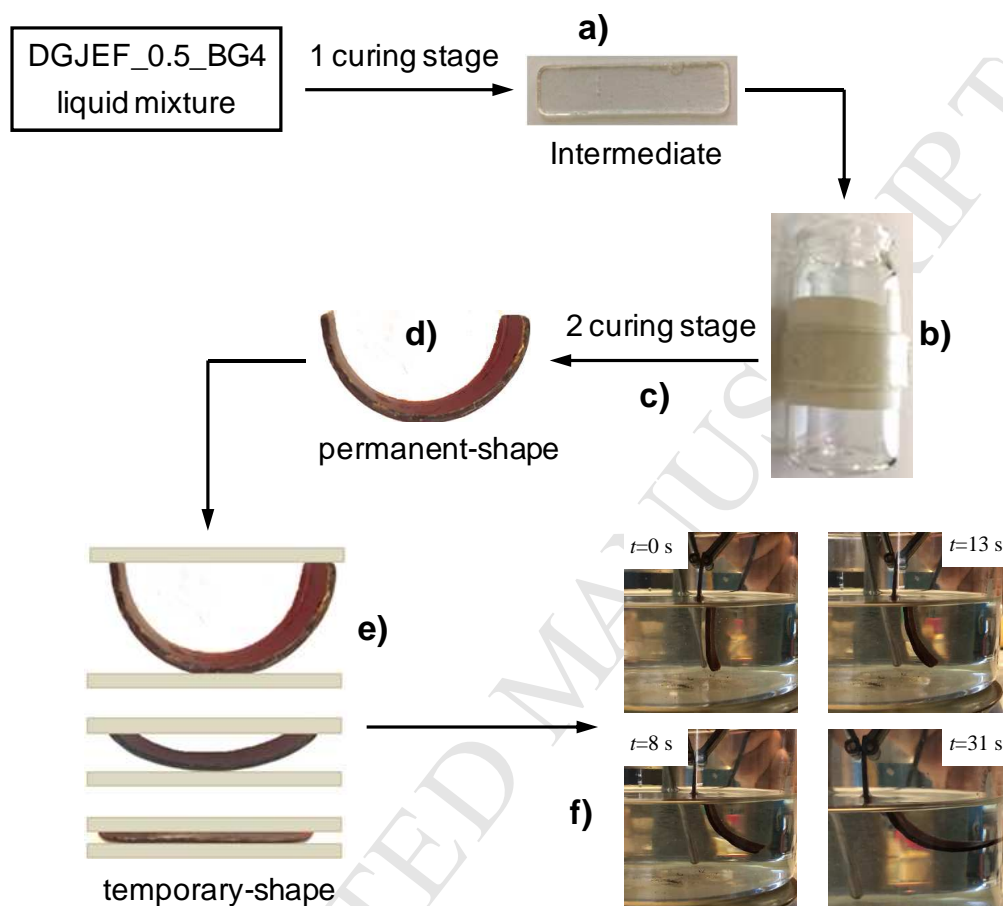 a)
DGJEF_0.5_BG4
liquid mixture
1 curing stage
Intermediate
b)
2 curing stage
c)
d)
permanent-shape
e)
temporary-shape
f)
t=0 s
t=13 s
t=8 s
t=31 s